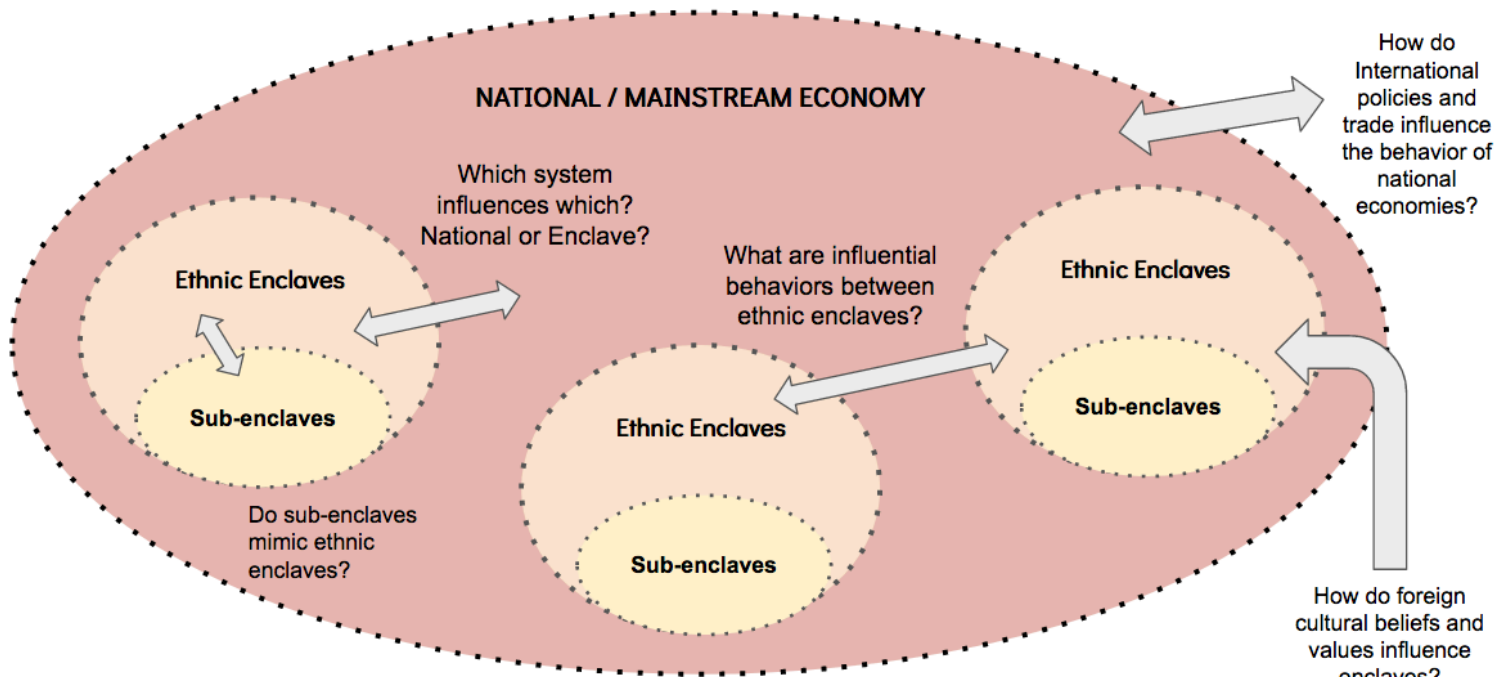 NATIONAL / MAINSTREAM ECONOMY
How do
International
policies and
trade influence
the behavior of
national
economies?
Which system
influences which?
National or Enclave?
What are influential
behaviors between
ethnic enclaves?
Ethnic Enclaves
Sub-enclaves
Do sub-enclaves
mimic ethnic
enclaves?
Ethnic Enclaves
Sub-enclaves
Ethnic Enclaves
Sub-enclaves
How do foreign
cultural beliefs and
values influence
enclaves?